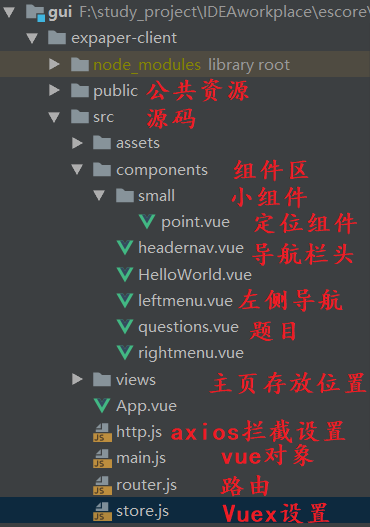 gui F:\study_project\IDEAworkplace\escore
expaper-client
node_modules library root
public 公共资源
src 源码
assets
components 组件区
small 小组件
point.vue 定位组件
headernav.vue 导航栏头
HelloWorld.vue
leftmenu.vue 左侧导航
questions.vue 题目
rightmenu.vue
views 主页存放位置
App.vue
http.js axios拦截设置
main.js vue对象
router.js 路由
store.js Vuex设置